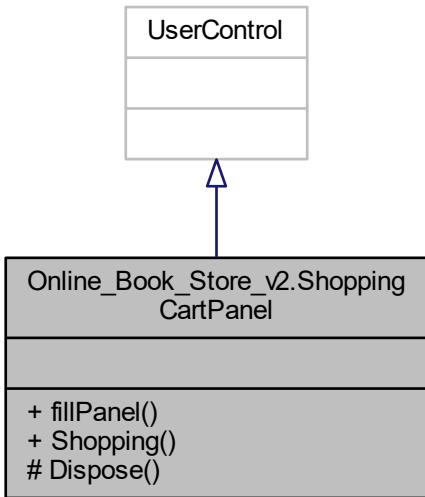 UserControl
Online_Book_Store_v2.Shopping
CartPanel
+ fillPanel()
+ Shopping()
# Dispose()